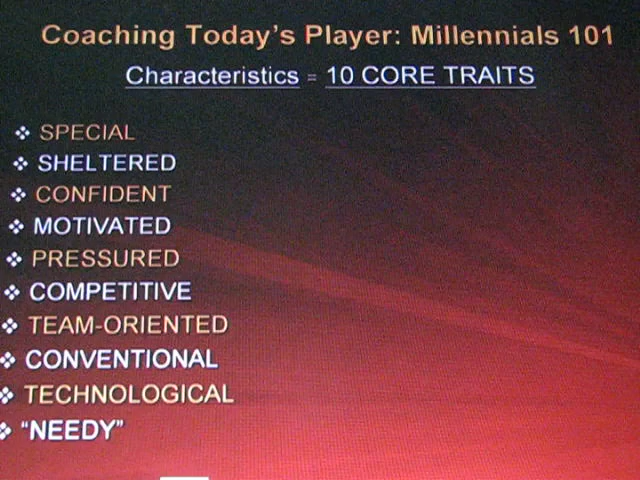 Coaching Today's Player: Millennials 101
Characteristics = 10 CORE TRAITS
❖ SPECIAL
❖ SHELTERED
❖ CONFIDENT
❖ MOTIVATED
❖ PRESSURED
❖ COMPETITIVE
❖ TEAM-ORIENTED
❖ CONVENTIONAL
❖ TECHNOLOGICAL
❖ “NEEDY”